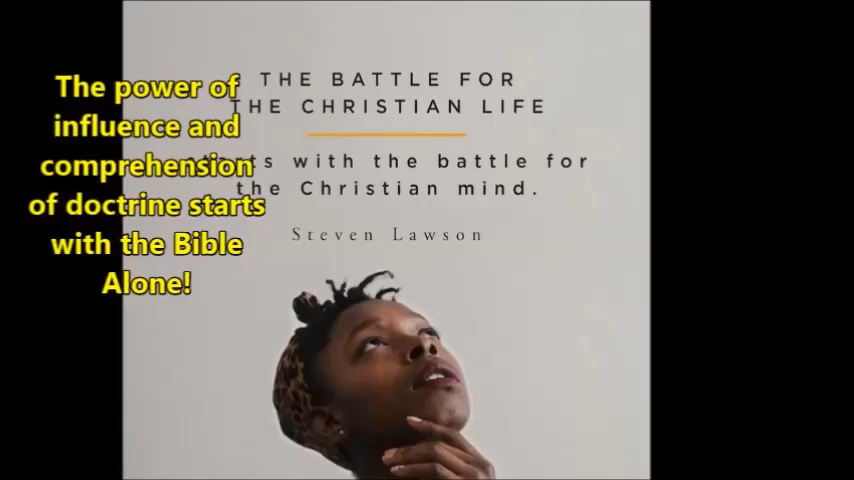 The power of
influence and
comprehension
of doctrine starts
with the Bible
Alone!
THE BATTLE FOR
THE CHRISTIAN LIFE
with the battle for
the Christian mind.
Steven Lawson